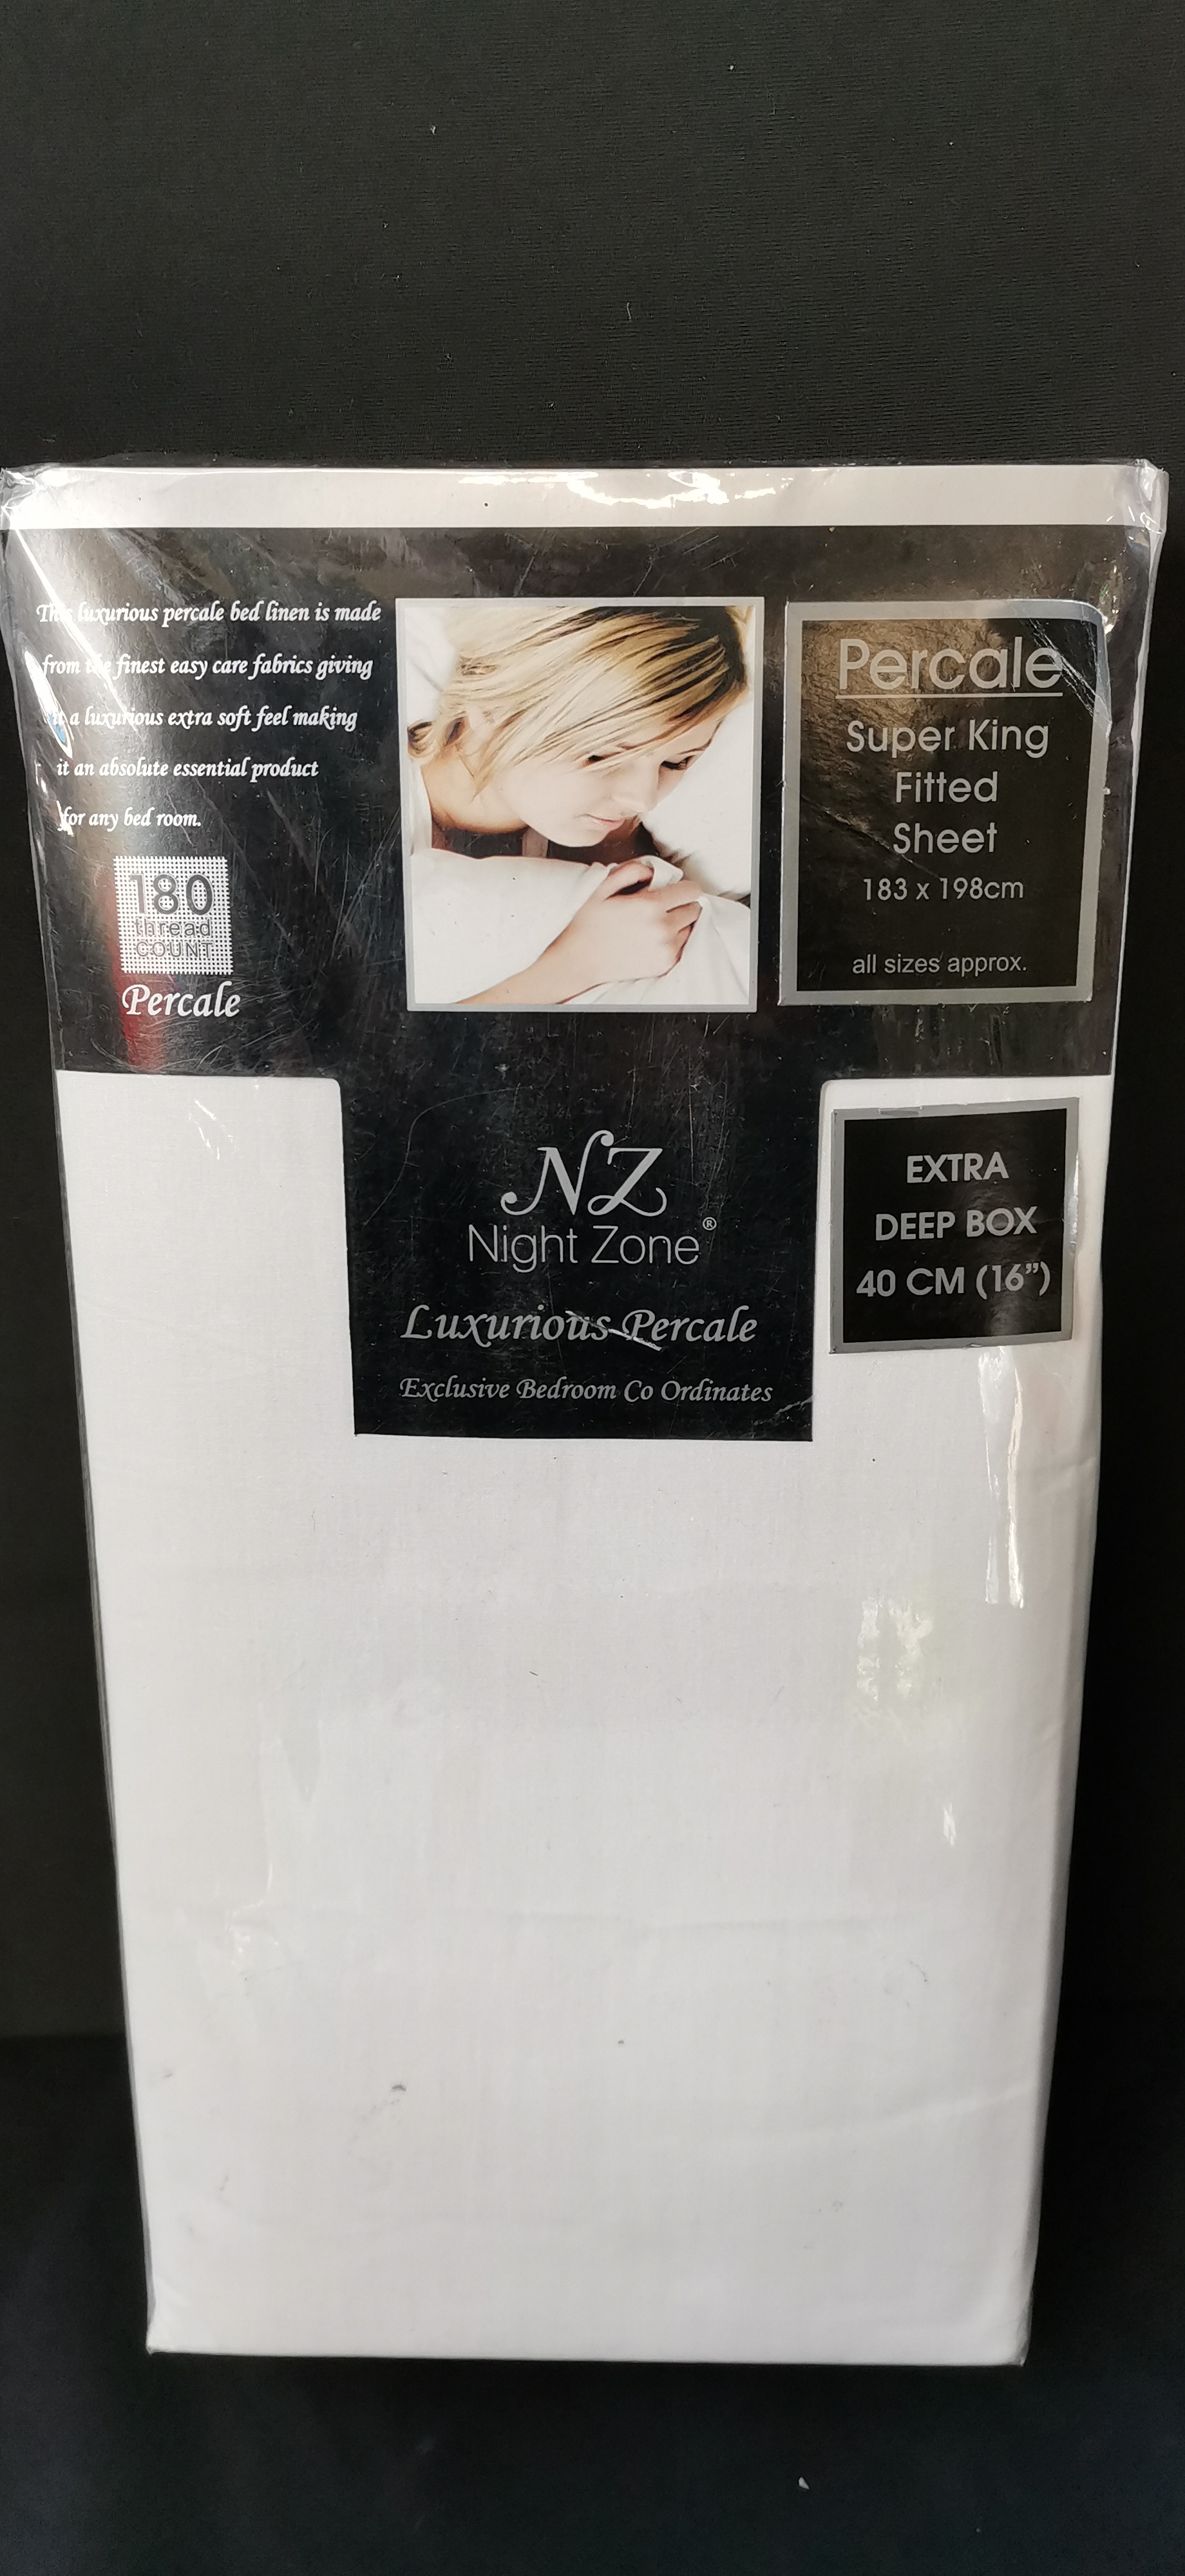 This luxurious percale bed linen is made
from the finest easy care fabrics giving
it a luxurious extra soft feel making
it an absolute essential product
for any bed room.
180
thread
COUNT
Percale
Percale
Super King
Fitted
Sheet
183 x 198cm
all sizes approx.
NZ
Night Zone®
Luxurious Percale
Exclusive Bedroom Co Ordinates
EXTRA
DEEP BOX
40 CM (16”)